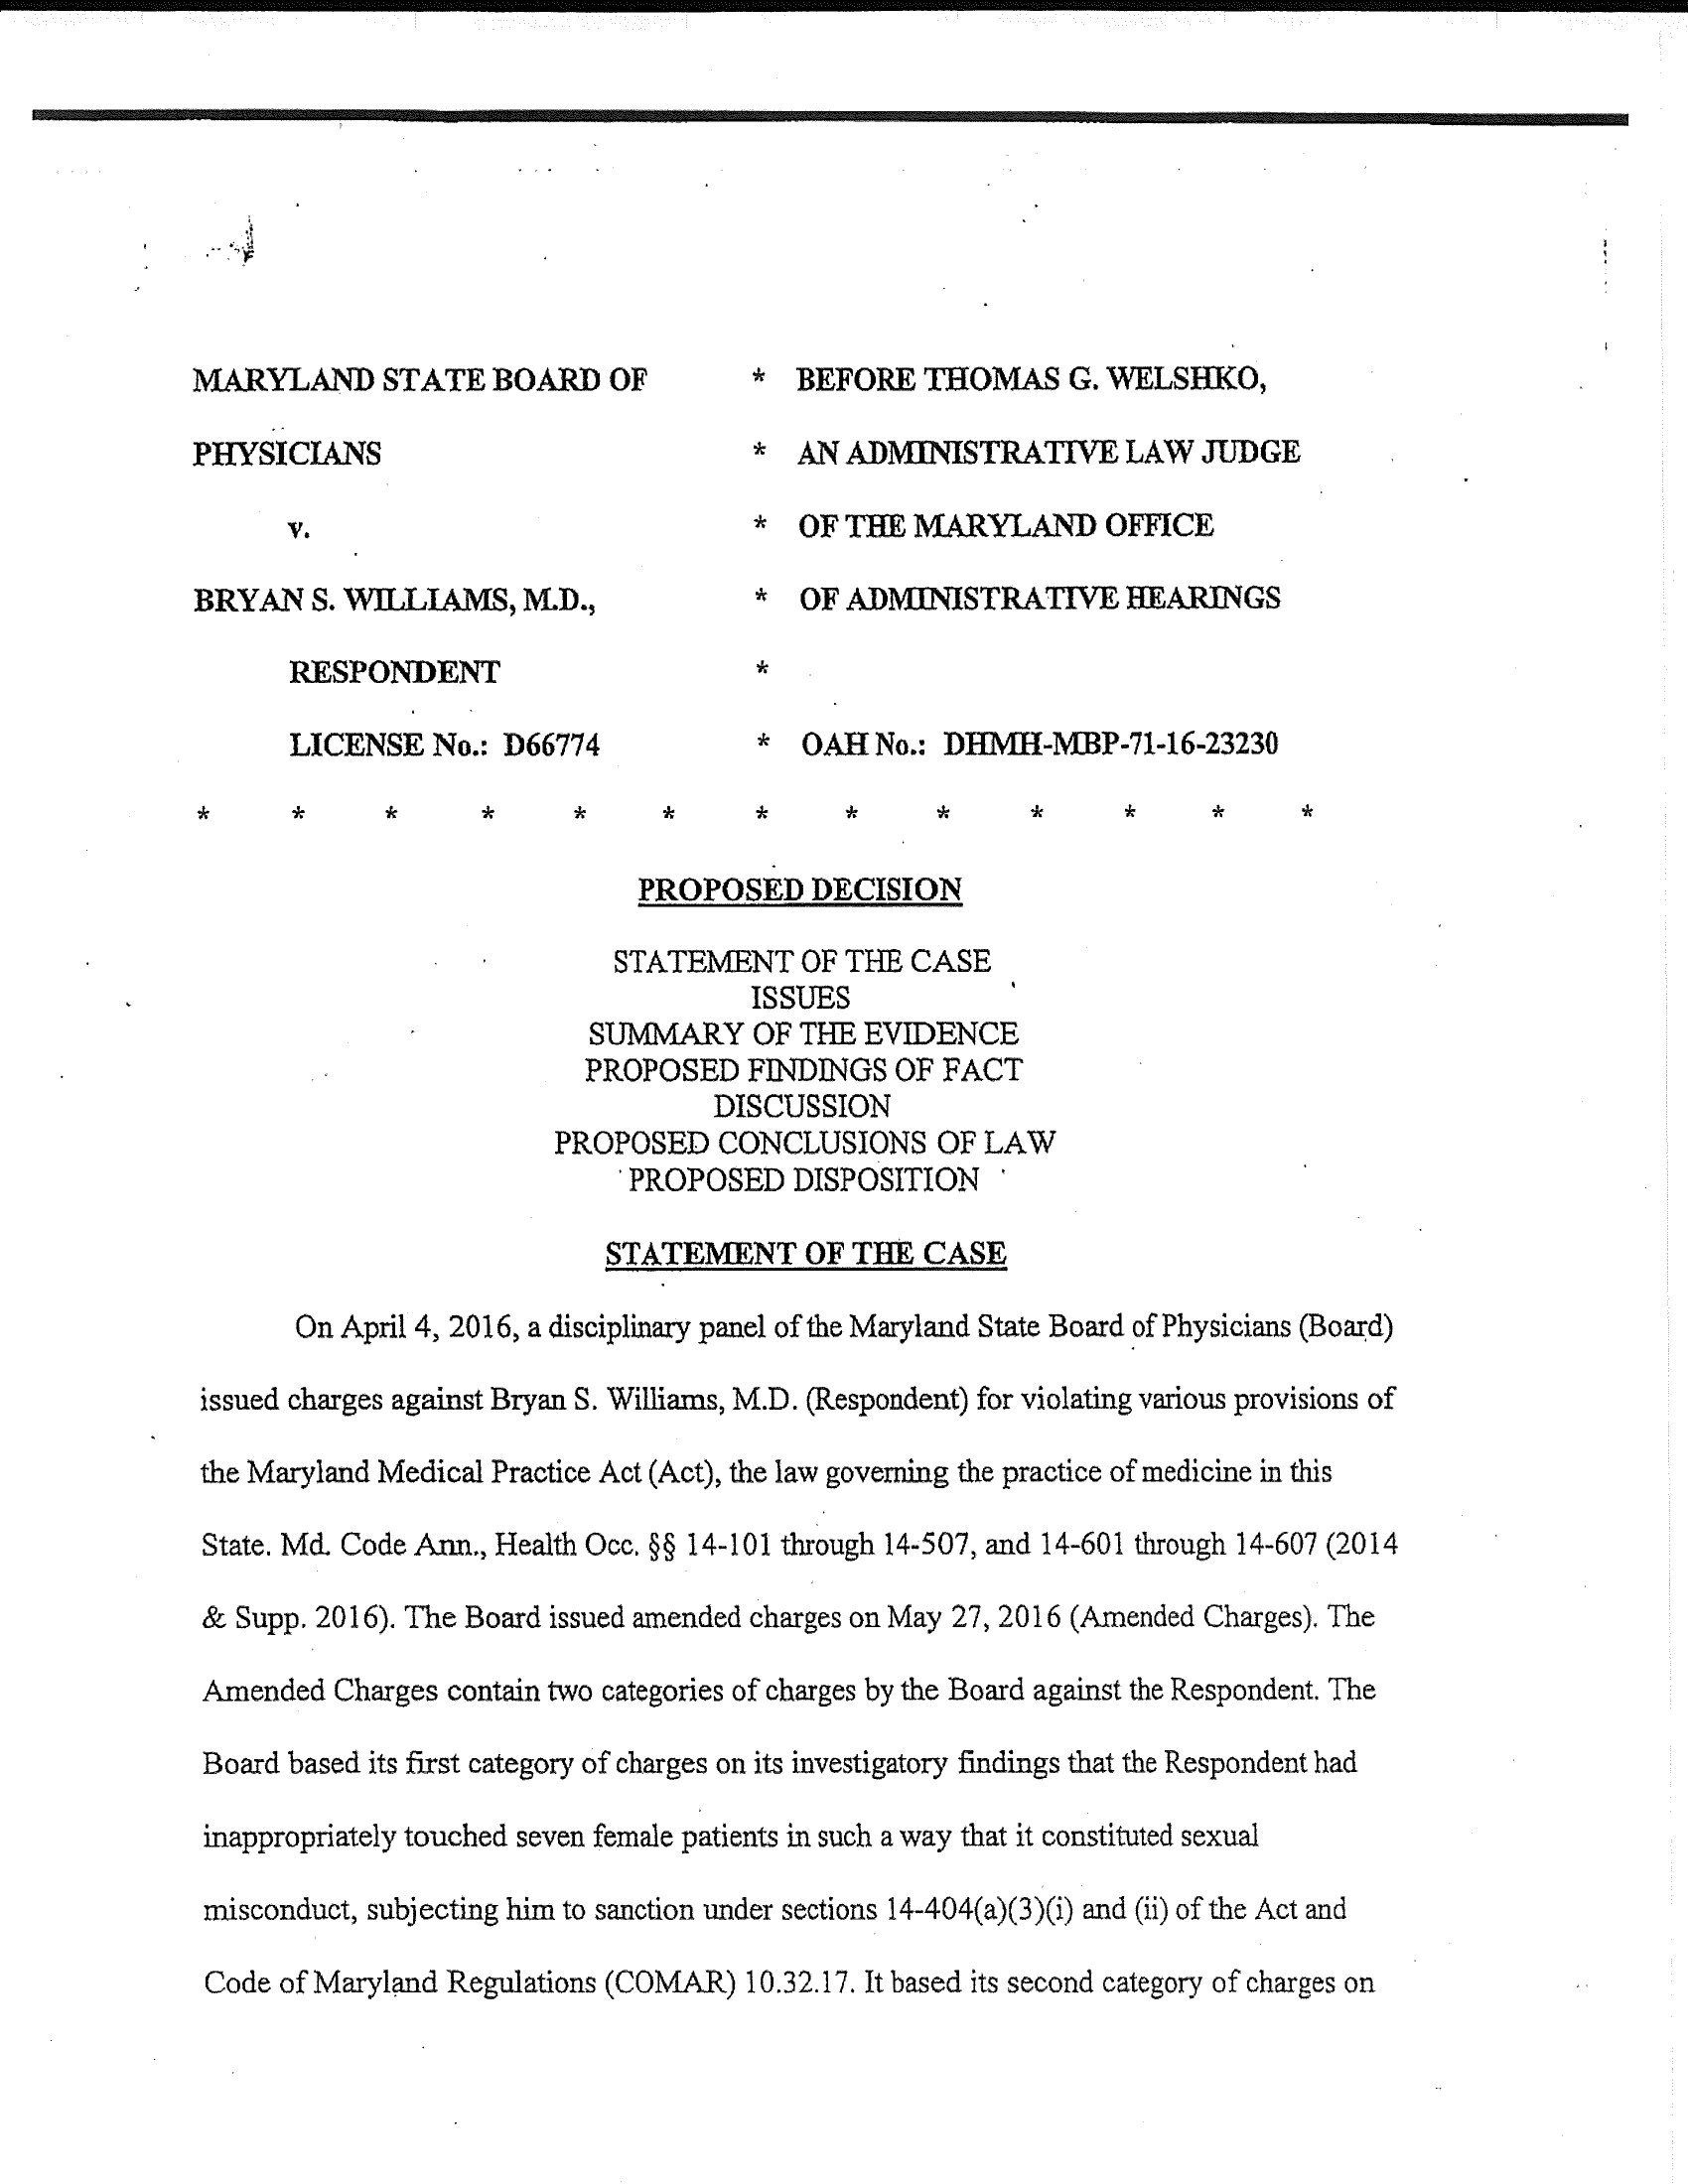 MARYLAND STATE BOARD OF * BEFORE THOMAS G. WELSHKO,
PHYSICIANS * AN ADMINISTRATIVE LAW JUDGE
v. * OF THE MARYLAND OFFICE
BRYAN S. WILLIAMS, M.D., * OF ADMINISTRATIVE HEARINGS
RESPONDENT *
LICENSE No.: D66774 * OAH No.: DHMH-MBP-71-16-23230
* * * * * * * * * * * * *
PROPOSED DECISION
STATEMENT OF THE CASE
ISSUES
SUMMARY OF THE EVIDENCE
PROPOSED FINDINGS OF FACT
DISCUSSION
PROPOSED CONCLUSIONS OF LAW
PROPOSED DISPOSITION
STATEMENT OF THE CASE
On April 4, 2016, a disciplinary panel of the Maryland State Board of Physicians (Board)
issued charges against Bryan S. Williams, M.D. (Respondent) for violating various provisions of
the Maryland Medical Practice Act (Act), the law governing the practice of medicine in this
State. Md. Code Ann., Health Occ. §§ 14-101 through 14-507, and 14-601 through 14-607 (2014
& Supp. 2016). The Board issued amended charges on May 27, 2016 (Amended Charges). The
Amended Charges contain two categories of charges by the Board against the Respondent. The
Board based its first category of charges on its investigatory findings that the Respondent had
inappropriately touched seven female patients in such a way that it constituted sexual
misconduct, subjecting him to sanction under sections 14-404(a)(3)(i) and (ii) of the Act and
Code of Maryland Regulations (COMAR) 10.32.17. It based its second category of charges on